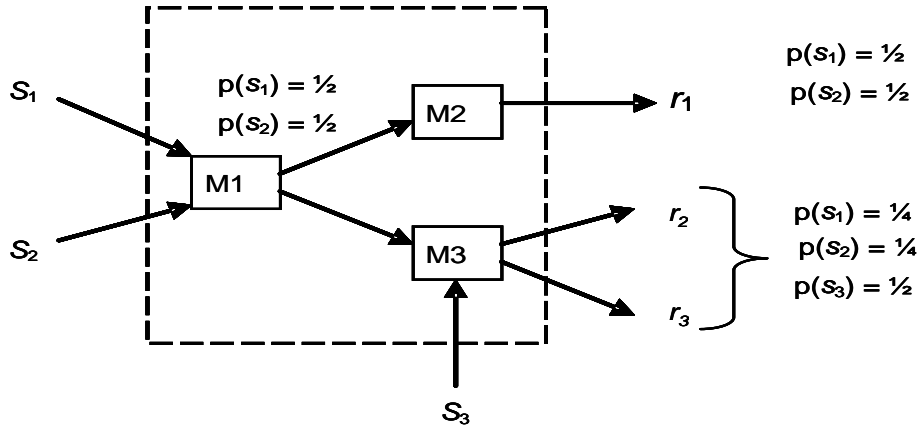 S₁
S₂
p(s₁) = ½
p(s₂) = ½
M1
M2
M3
S₃
r₁
r₂
r₃
p(s₁) = ½
p(s₂) = ½
p(s₁) = ¼
p(s₂) = ¼
p(s₃) = ½